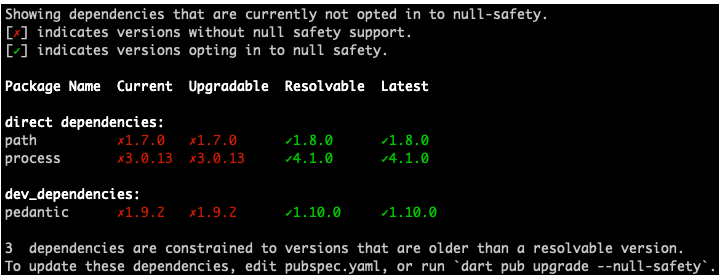 Showing dependencies that are currently not opted in to null-safety.
[✗] indicates versions without null safety support.
[✓] indicates versions opting in to null safety.
Package Name  Current  Upgradable  Resolvable  Latest
direct dependencies:
path  ✗1.7.0  ✗1.7.0  ✓1.8.0  ✓1.8.0
process  ✗3.0.13  ✗3.0.13  ✓4.1.0  ✓4.1.0
dev_dependencies:
pedantic  ✗1.9.2  ✗1.9.2  ✓1.10.0  ✓1.10.0
3  dependencies are constrained to versions that are older than a resolvable version.
To update these dependencies, edit pubspec.yaml, or run `dart pub upgrade --null-safety`.